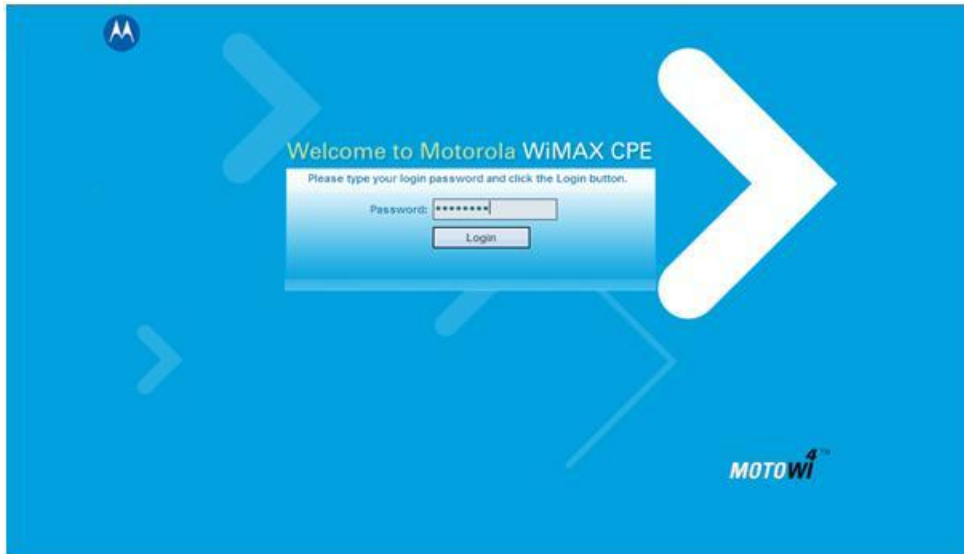 Welcome to Motorola WiMAX CPE
Please type your login password and click the Login button.
Password: ********
Login
MOTOWI4™